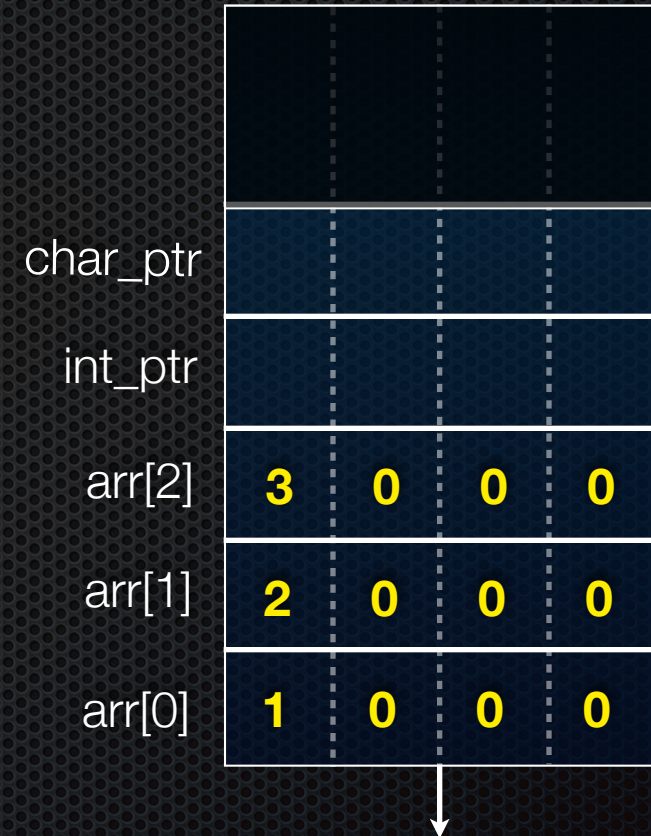 char_ptr
int_ptr
arr[2] 3 0 0 0
arr[1] 2 0 0 0
arr[0] 1 0 0 0